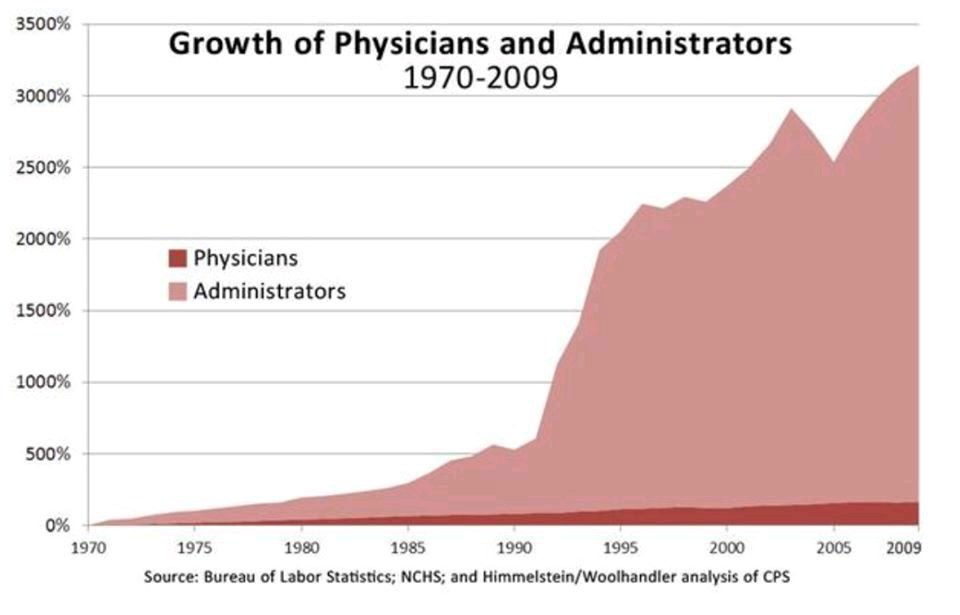 Growth of Physicians and Administrators
1970-2009
3500%
3000%
2500%
2000%
1500%
1000%
500%
0%
Physicians
Administrators
1970 1975 1980 1985 1990 1995 2000 2005 2009
Source: Bureau of Labor Statistics; NCHS; and Himmelstein/Woolhandler analysis of CPS